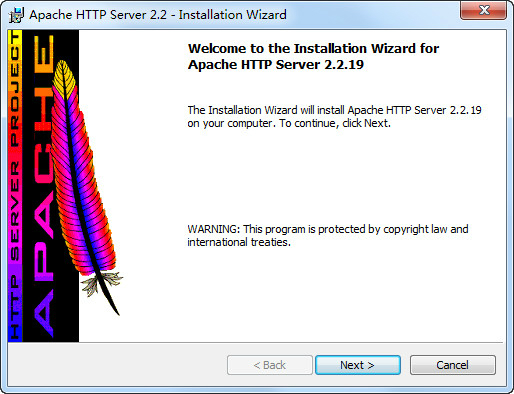 Apache HTTP Server 2.2 - Installation Wizard
HTTP SERVER PROJECT
APACHE
Welcome to the Installation Wizard for
Apache HTTP Server 2.2.19
The Installation Wizard will install Apache HTTP Server 2.2.19
on your computer. To continue, click Next.
WARNING: This program is protected by copyright law and
international treaties.
< Back
Next >
Cancel